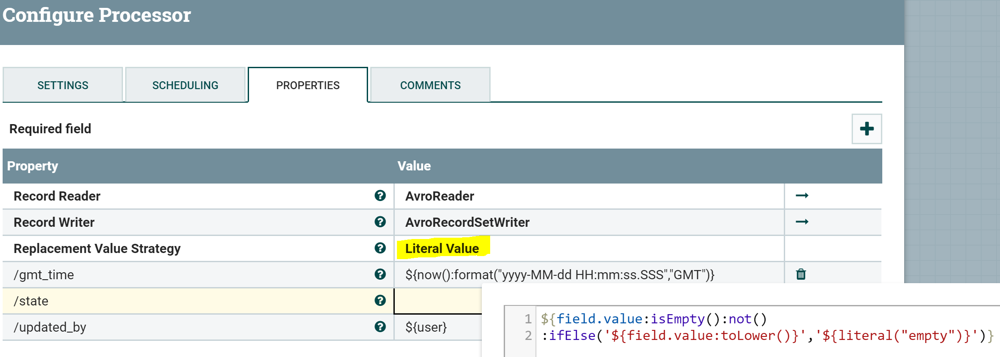 Configure Processor
SETTINGS SCHEDULING PROPERTIES COMMENTS
Required field
Property Value
Record Reader AvroReader
Record Writer AvroRecordSetWriter
Replacement Value Strategy Literal Value
/gmt_time ${now():format("yyyy-MM-dd HH:mm:ss.SSS","GMT")}
/state
/updated_by ${user}
1 ${field.value:isEmpty():not()
2 :ifElse('${field.value:toLower()}','${literal("empty")}')}